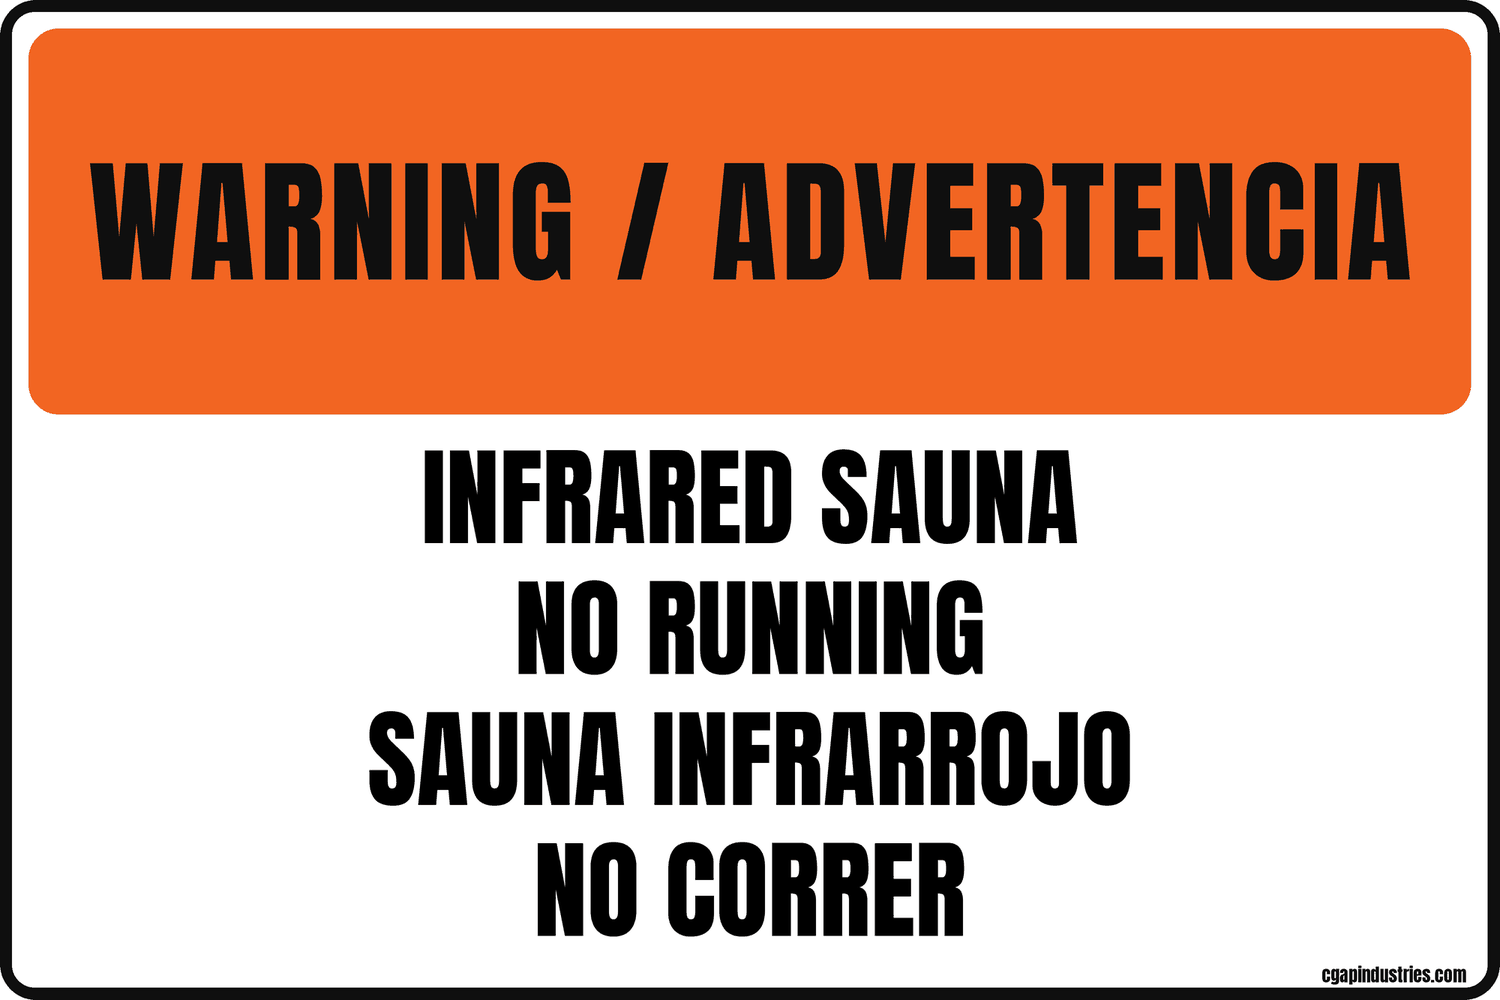 WARNING / ADVERTENCIA
INFRARED SAUNA
NO RUNNING
SAUNA INFRARROJO
NO CORRER
cgapindustries.com